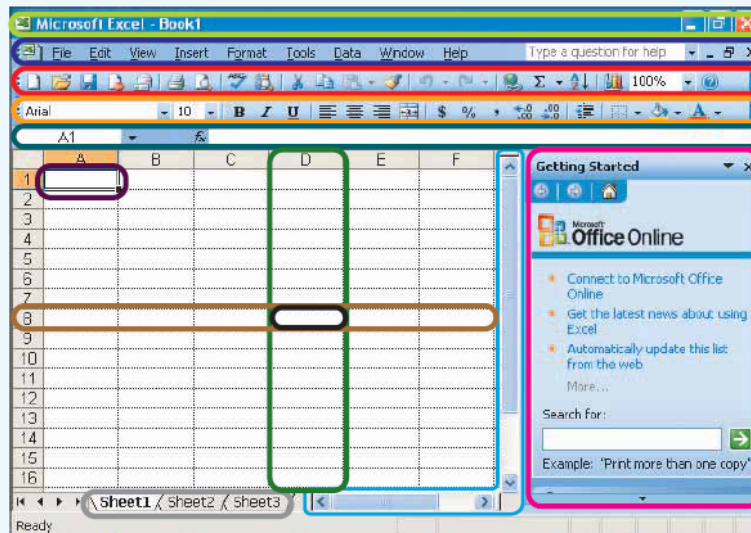 Microsoft Excel - Book1
File Edit View Insert Format Tools Data Window Help Type a question for help
Σ 100%
Arial 10 B I U $ % ,
A1 fx
A B C D E F
Getting Started
1
2
Microsoft
Office Online
3
4
5
6
Connect to Microsoft Office
Online
7
8
Get the latest news about using
Excel
9
10
Automatically update this list
from the web
11
More...
12
13
Search for:
14
15
Example: "Print more than one copy"
16
Sheet1 Sheet2 Sheet3
Ready